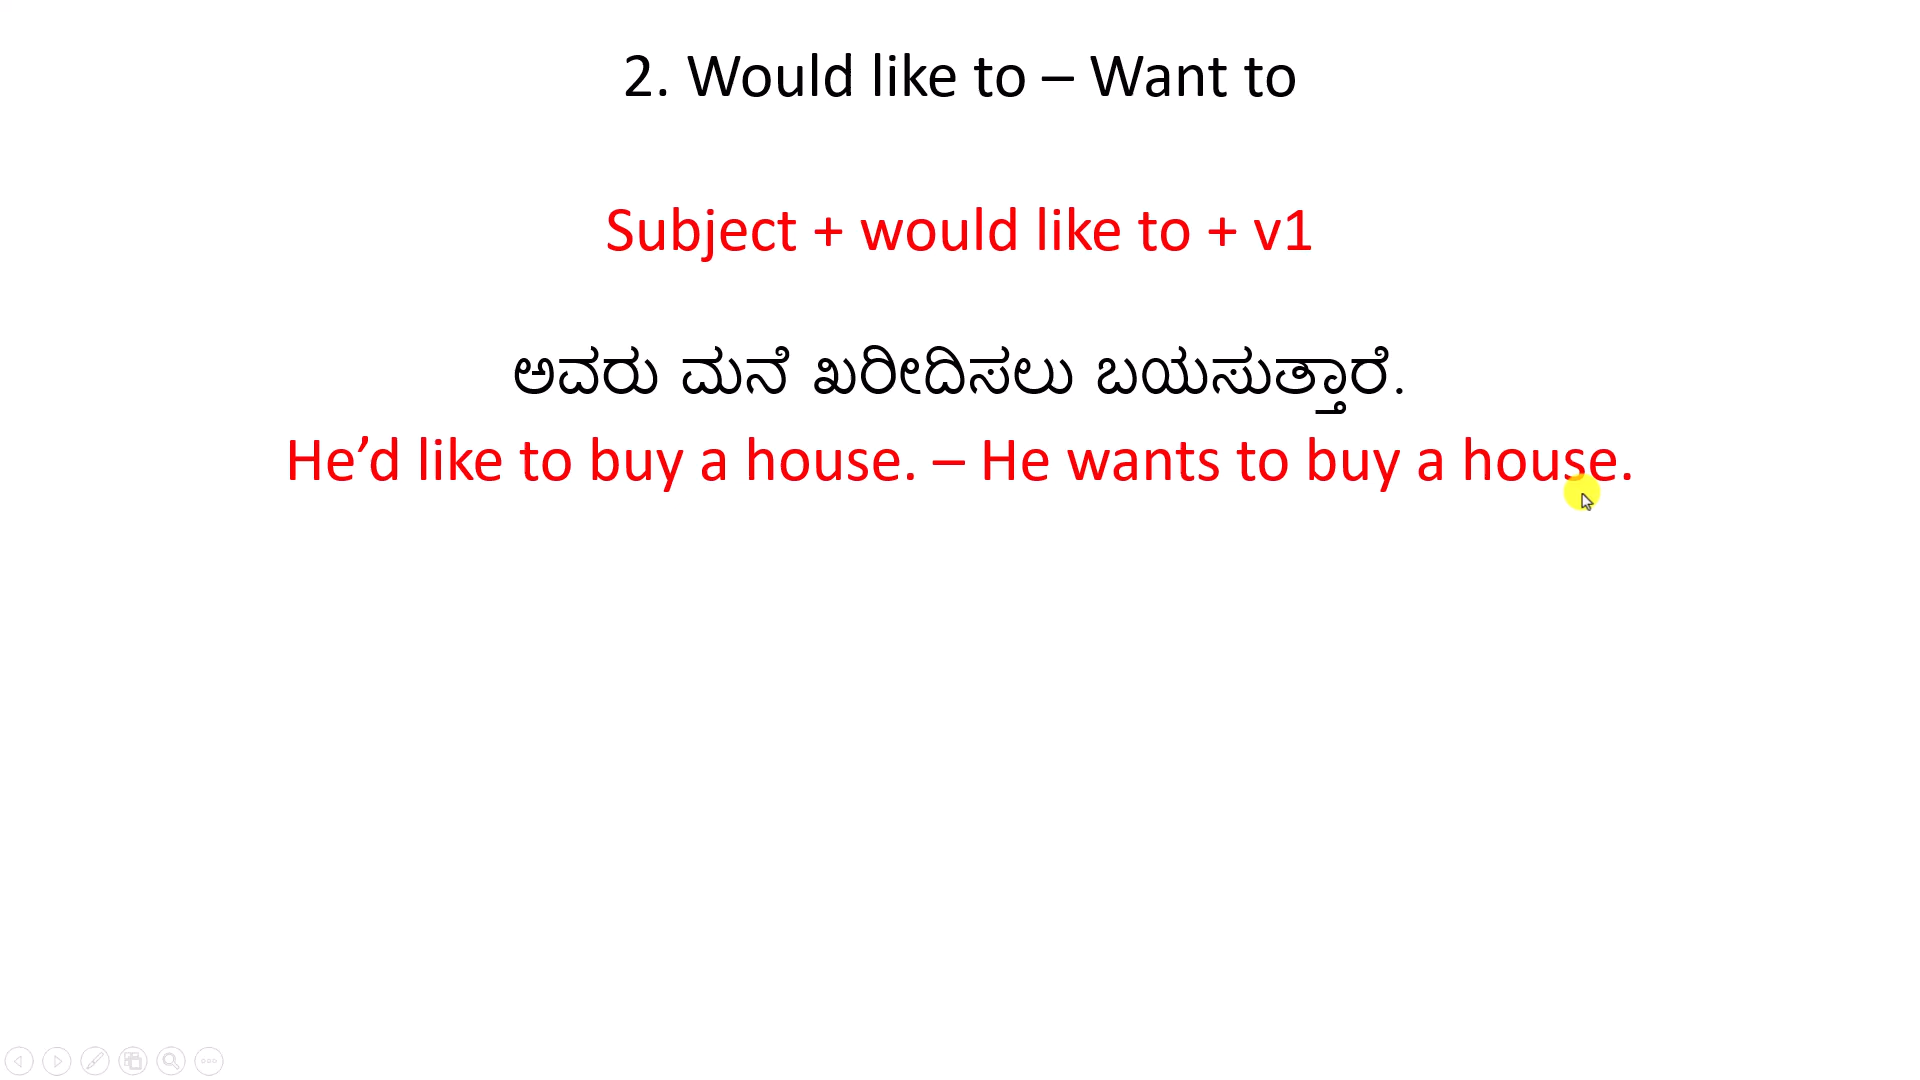 2. Would like to – Want to
Subject + would like to + v1
ಅವರು ಮನೆ ಖರೀದಿಸಲು ಬಯಸುತ್ತಾರೆ.
He’d like to buy a house. – He wants to buy a house.